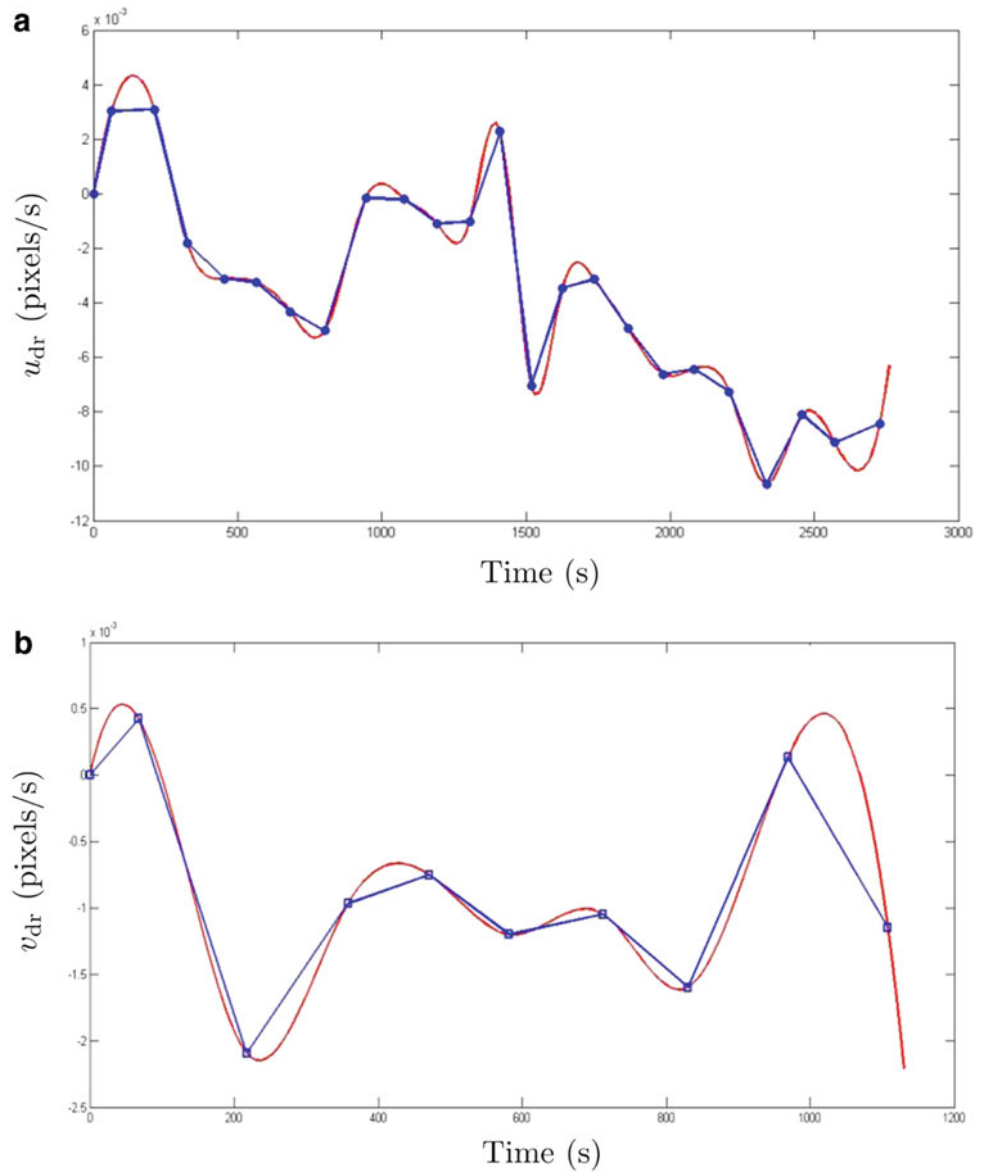 a
x 10⁻³
6
4
2
0
-2
-4
-6
-8
-10
-12
0 500 1000 1500 2000 2500 3000
u_dr (pixels/s)
Time (s)
b
x 10⁻³
1
0.5
0
-0.5
-1
-1.5
-2
-2.5
0 200 400 600 800 1000 1200
v_dr (pixels/s)
Time (s)